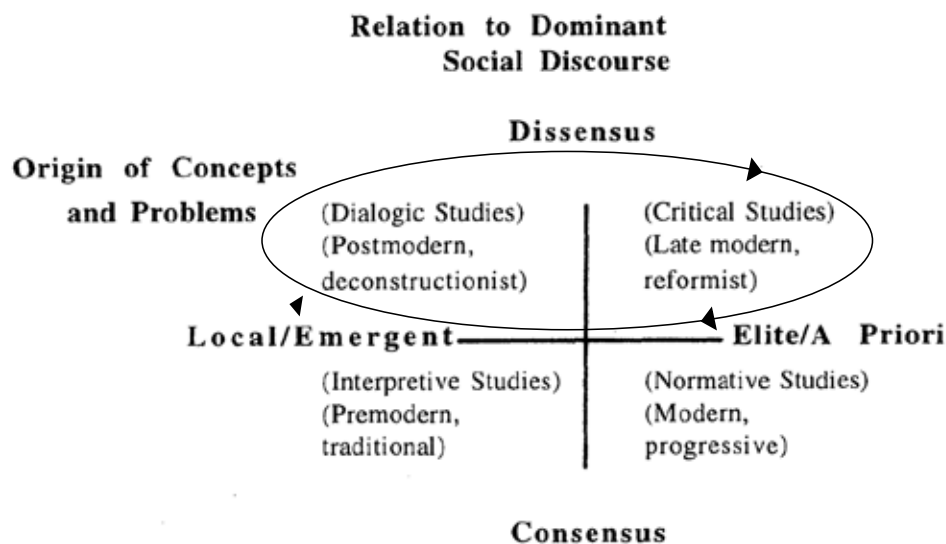 Relation to Dominant
Social Discourse
Dissensus
Origin of Concepts
and Problems
(Dialogic Studies)
(Postmodern,
deconstructionist)
(Critical Studies)
(Late modern,
reformist)
Local/Emergent
Elite/A Priori
(Interpretive Studies)
(Premodern,
traditional)
(Normative Studies)
(Modern,
progressive)
Consensus